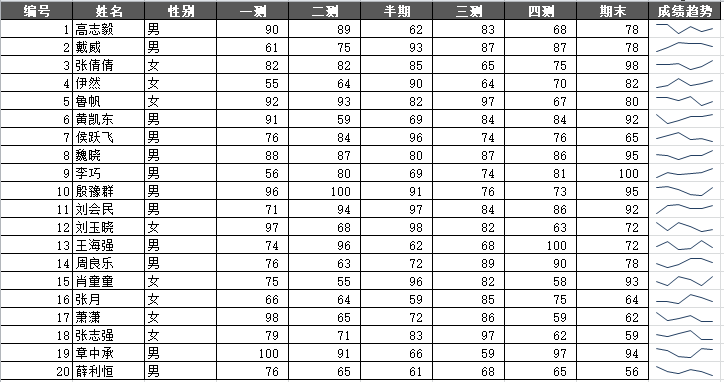 编号 姓名 性别 一测 二测 半期 三测 四测 期末 成绩趋势
1 高志毅 男 90 89 62 83 68 78
2 戴威 男 61 75 93 87 87 78
3 张倩倩 女 82 82 85 65 75 98
4 伊然 女 55 64 90 64 70 82
5 鲁帆 女 92 93 82 97 67 80
6 黄凯东 男 91 59 69 84 84 92
7 侯跃飞 男 76 84 96 74 76 65
8 魏晓 男 88 87 80 87 86 95
9 李巧 男 56 80 69 74 81 100
10 殷豫群 男 96 100 91 76 73 95
11 刘会民 男 71 94 97 84 86 92
12 刘玉晓 女 97 68 98 82 63 72
13 王海强 男 74 96 62 68 100 72
14 周良乐 男 76 63 72 89 90 78
15 肖童童 女 75 55 96 82 58 93
16 张月 女 66 64 59 85 75 64
17 萧潇 女 98 65 72 86 59 62
18 张志强 女 79 71 83 97 62 59
19 章中承 男 100 91 66 59 97 94
20 薛利恒 男 76 65 61 68 65 56